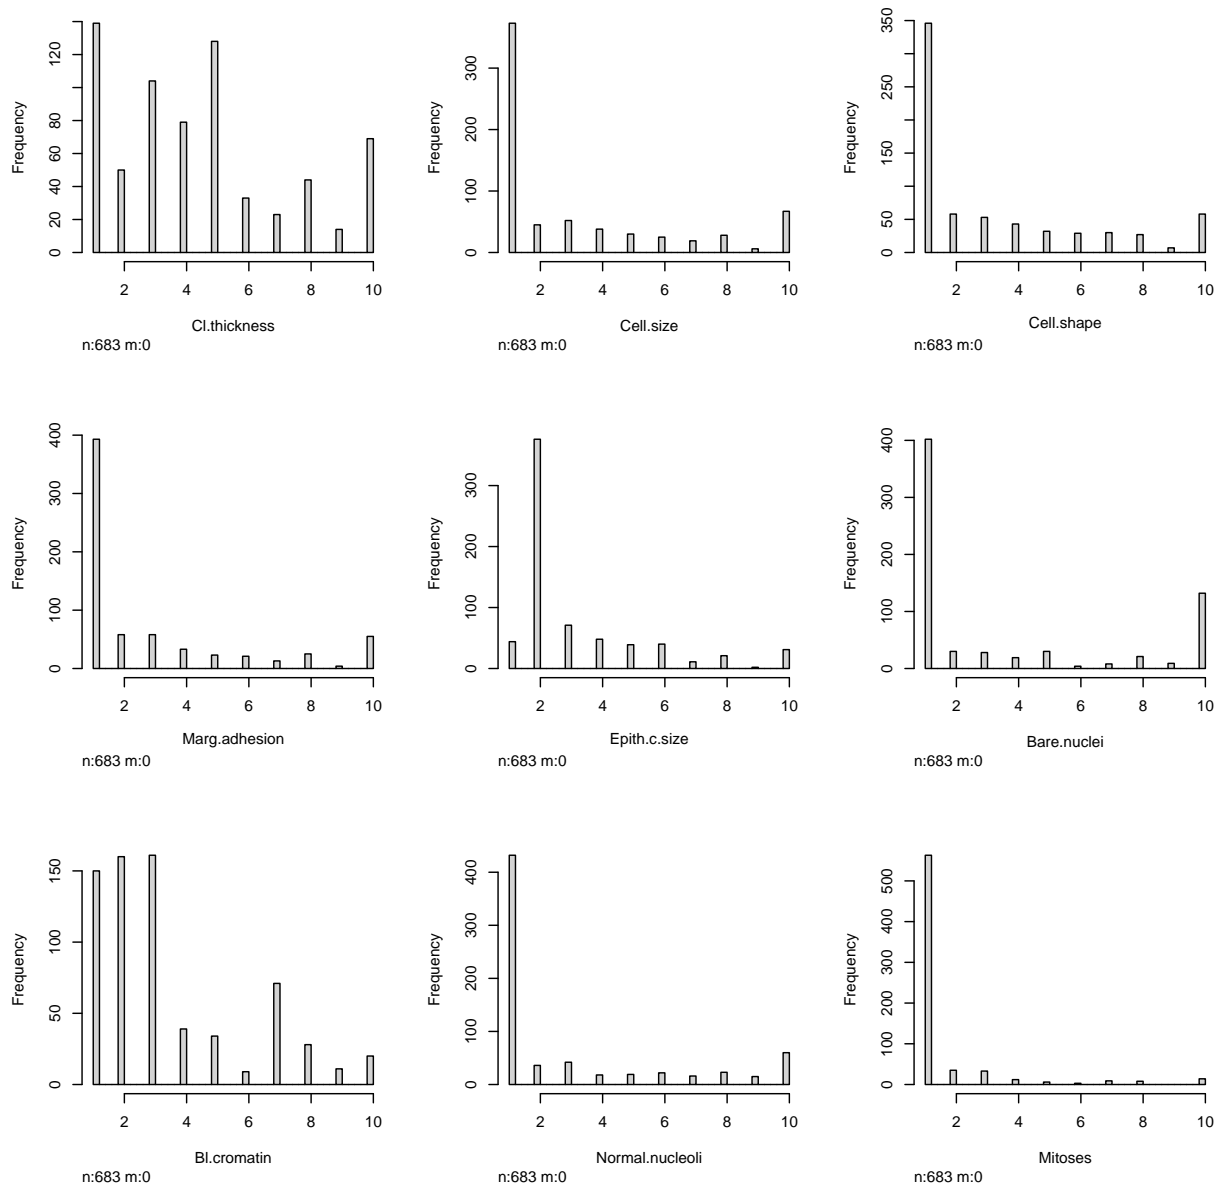 Frequency
120
80
60
40
20
0
2 4 6 8 10
Cl.thickness
n:683 m:0
Frequency
300
200
100
0
2 4 6 8 10
Cell.size
n:683 m:0
Frequency
350
250
150
50
0
2 4 6 8 10
Cell.shape
n:683 m:0
Frequency
400
300
200
100
0
2 4 6 8 10
Marg.adhesion
n:683 m:0
Frequency
300
200
100
0
2 4 6 8 10
Epith.c.size
n:683 m:0
Frequency
400
300
200
100
0
2 4 6 8 10
Bare.nuclei
n:683 m:0
Frequency
150
100
50
0
2 4 6 8 10
Bl.cromatin
n:683 m:0
Frequency
400
300
200
100
0
2 4 6 8 10
Normal.nucleoli
n:683 m:0
Frequency
500
400
300
200
100
0
2 4 6 8 10
Mitoses
n:683 m:0